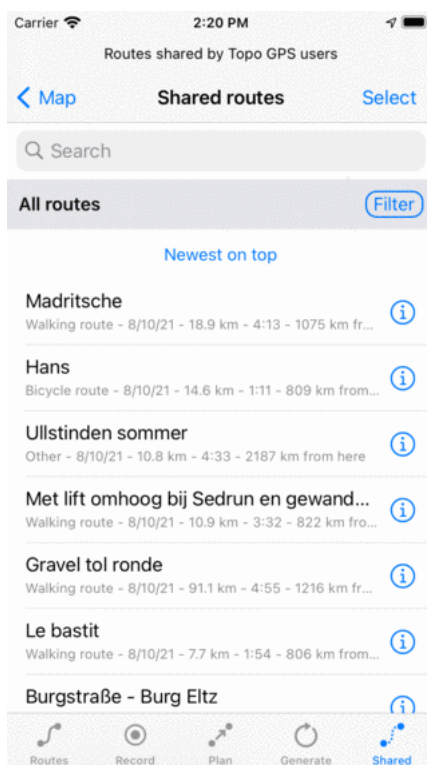 Carrier 2:20 PM
Routes shared by Topo GPS users
Map Shared routes Select
Search
All routes Filter
Newest on top
Madritsche
Walking route - 8/10/21 - 18.9 km - 4:13 - 1075 km fr...
Hans
Bicycle route - 8/10/21 - 14.6 km - 1:11 - 809 km from...
Ullstinden sommer
Other - 8/10/21 - 10.8 km - 4:33 - 2187 km from here
Met lift omhoog bij Sedrun en gewand...
Walking route - 8/10/21 - 10.9 km - 3:32 - 822 km fro...
Gravel tol ronde
Walking route - 8/10/21 - 91.1 km - 4:55 - 1216 km fr...
Le bastit
Walking route - 8/10/21 - 7.7 km - 1:54 - 806 km from...
Burgstraße - Burg Eltz
Routes Record Plan Generate Shared